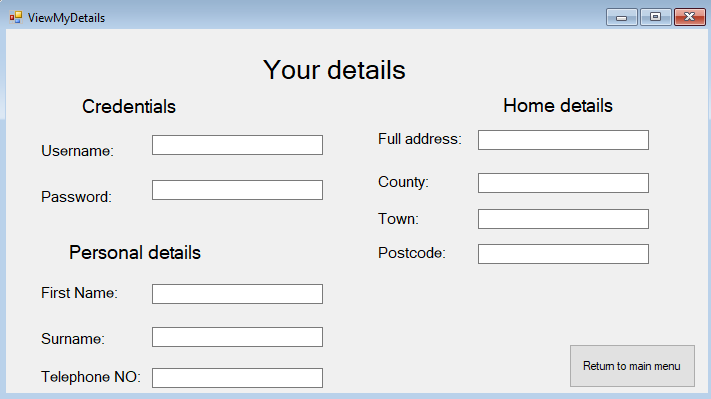 ViewMyDetails
Your details
Credentials
Username:
Password:
Personal details
First Name:
Surname:
Telephone NO:
Home details
Full address:
County:
Town:
Postcode:
Return to main menu